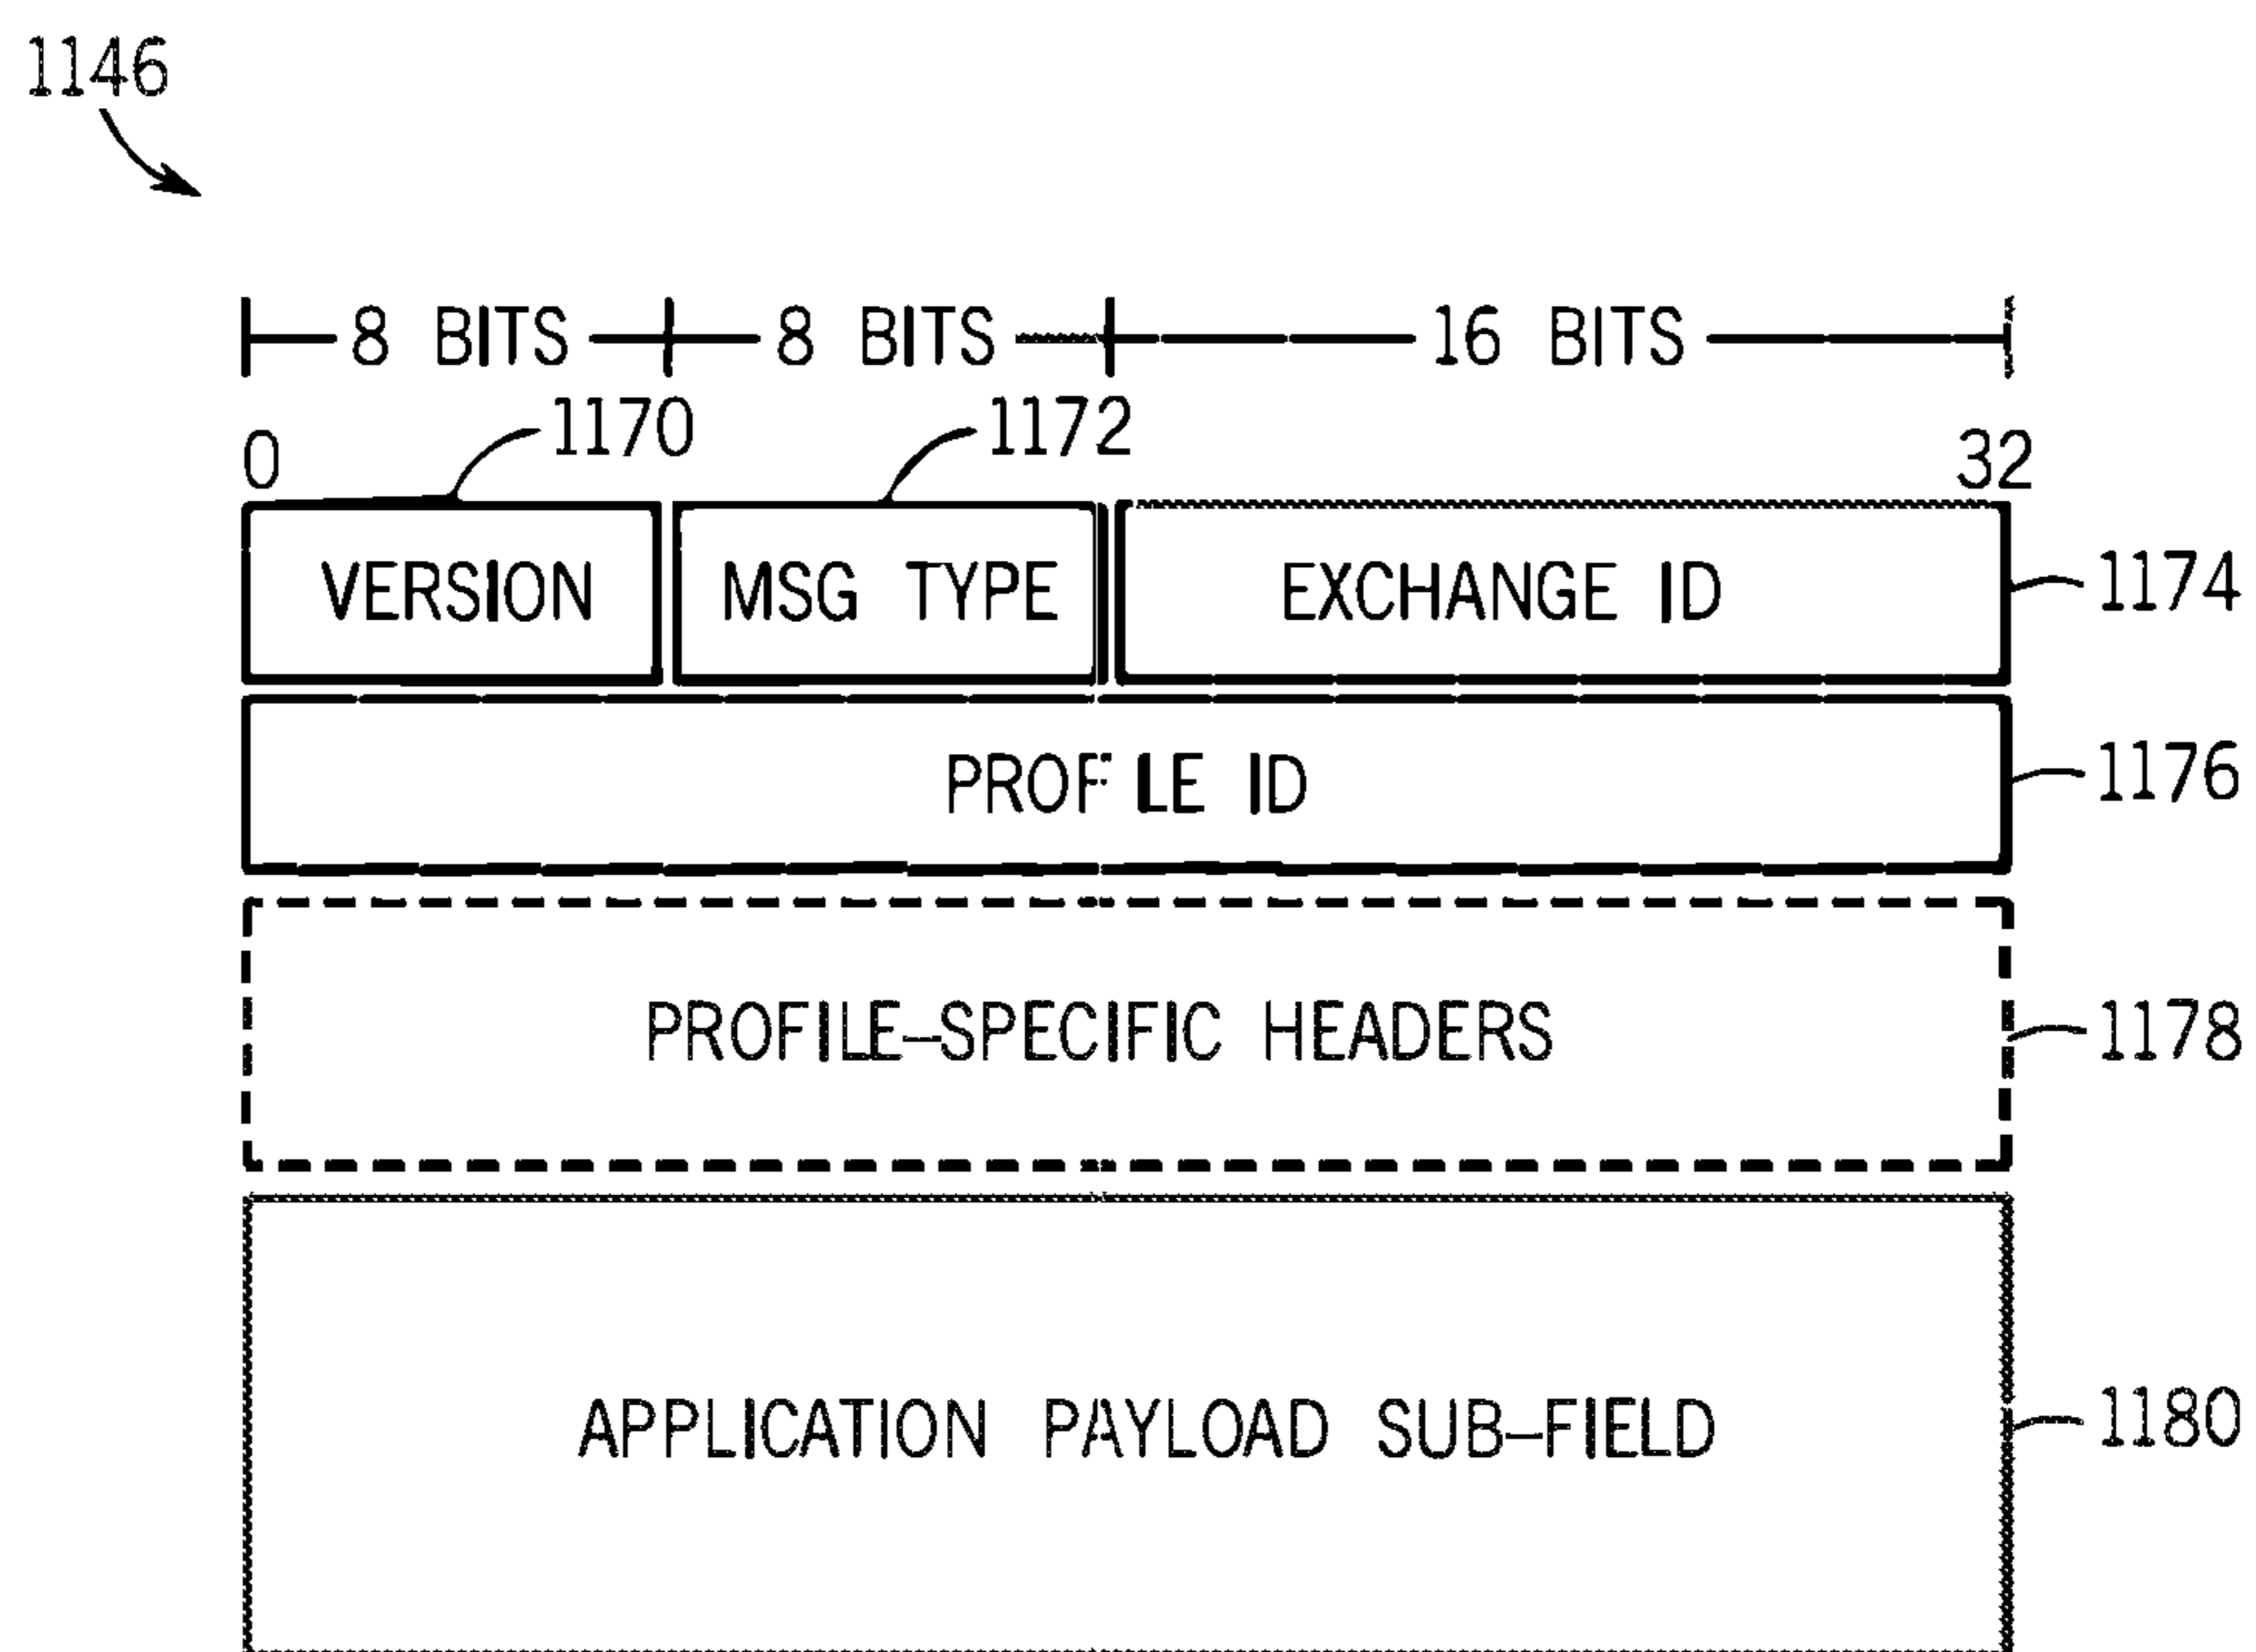 1146
8 BITS 8 BITS 16 BITS
1170 1172
0 32
VERSION MSG TYPE EXCHANGE ID 1174
PROFILE ID 1176
PROFILE-SPECIFIC HEADERS 1178
APPLICATION PAYLOAD SUB-FIELD 1180